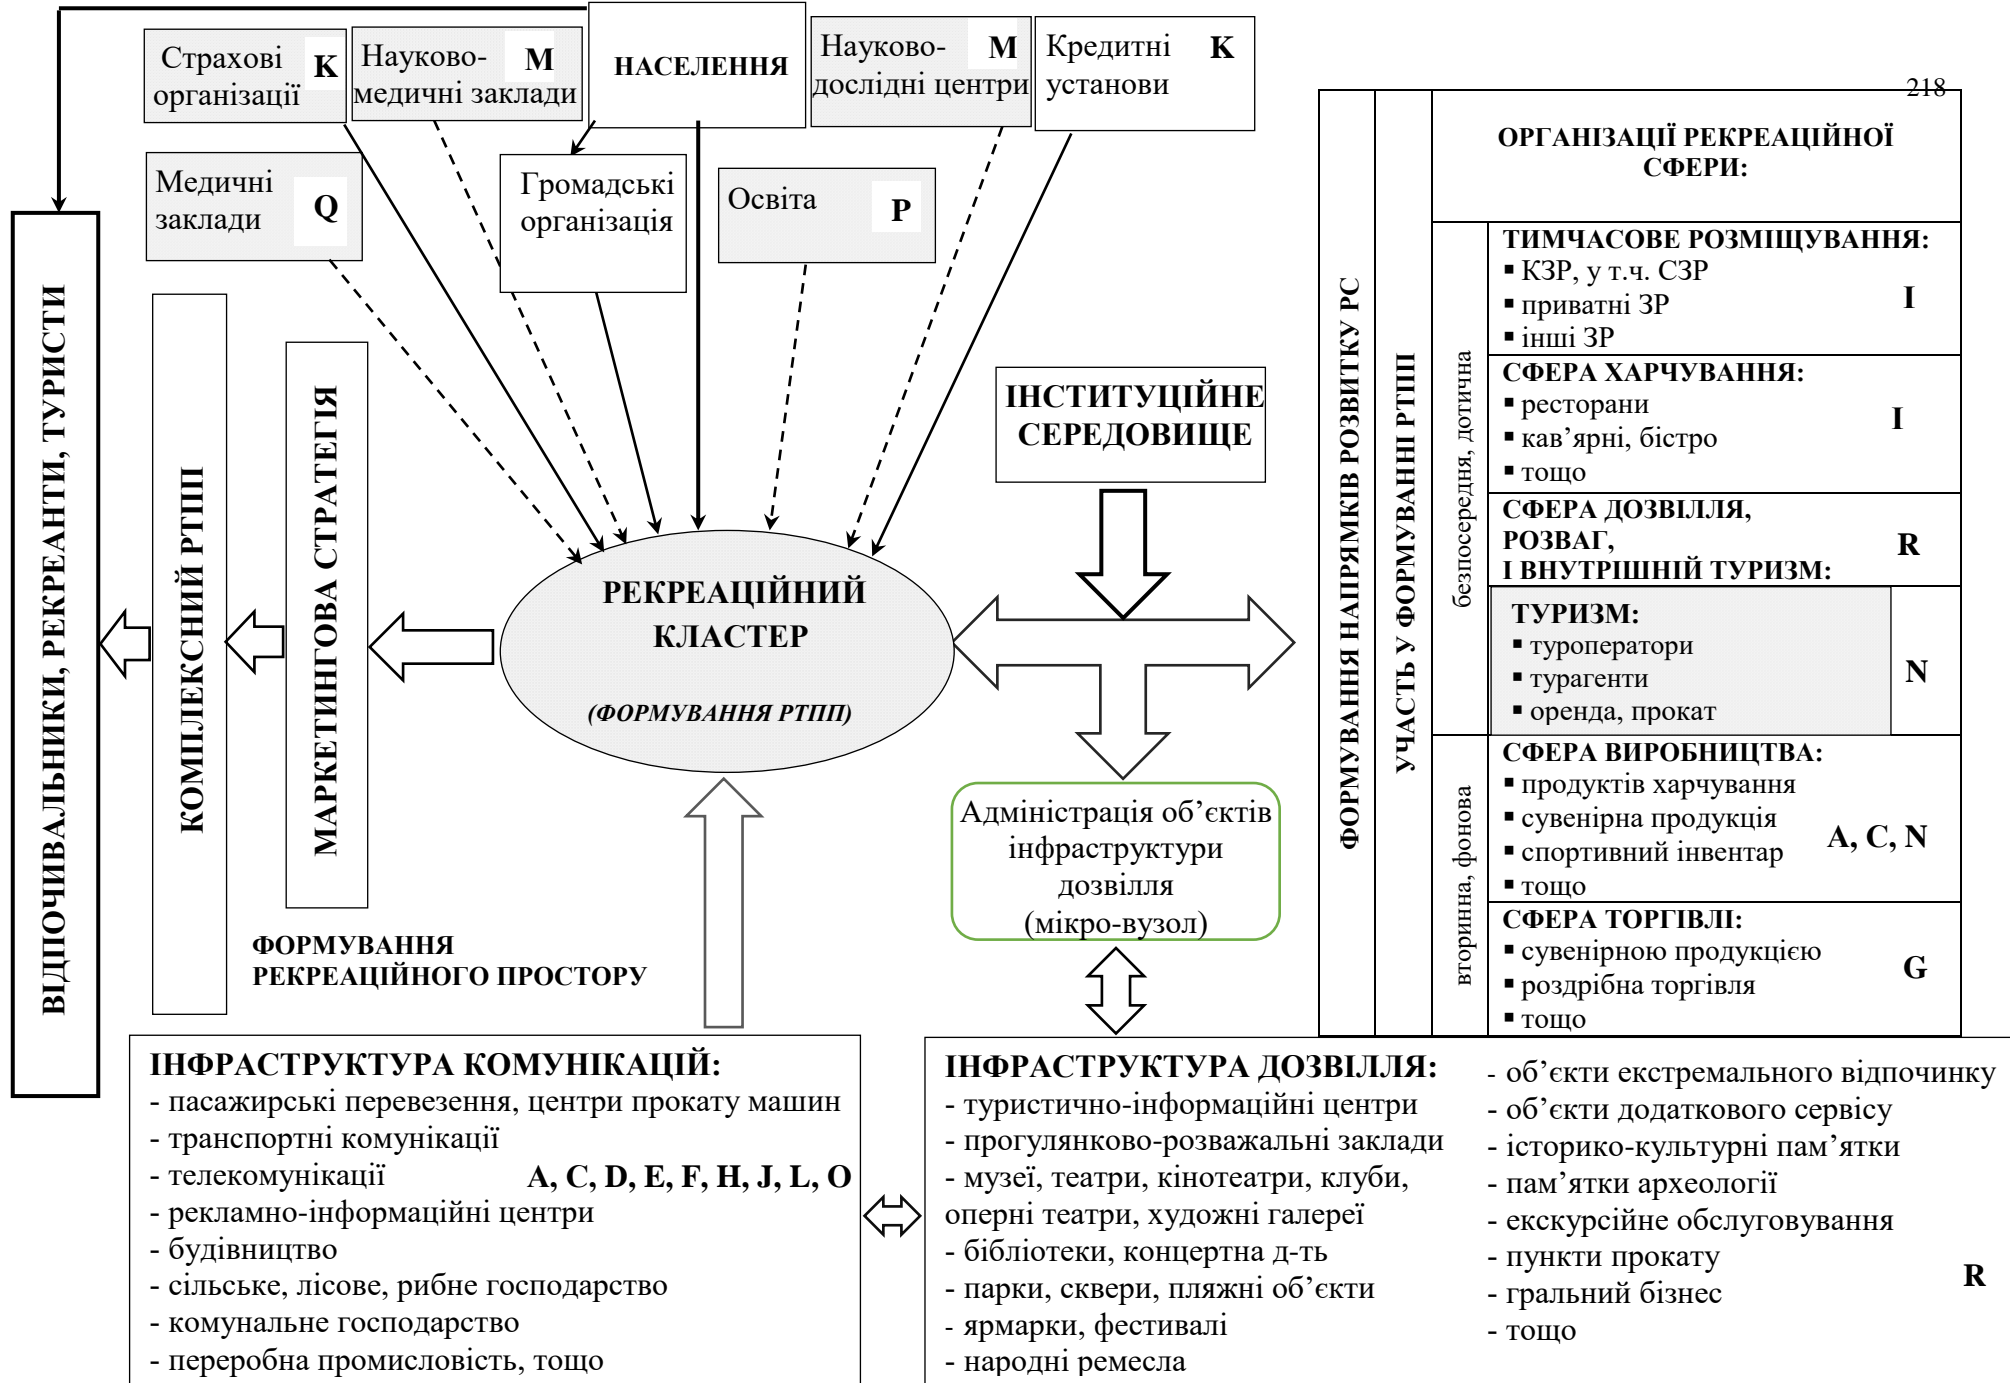 218
Страхові
організації
K
Науково-
медичні заклади
M
НАСЕЛЕННЯ
Науково-
дослідні центри
M
Кредитні
установи
K
Медичні
заклади
Q
Громадські
організація
Освіта
P
ВІДПОЧИВАЛЬНИКИ, РЕКРЕАНТИ, ТУРИСТИ
КОМПЛЕКСНИЙ РТПП
МАРКЕТИНГОВА СТРАТЕГІЯ
РЕКРЕАЦІЙНИЙ
КЛАСТЕР
(ФОРМУВАННЯ РТПП)
ІНСТИТУЦІЙНЕ
СЕРЕДОВИЩЕ
Адміністрація об’єктів
інфраструктури
дозвілля
(мікро-вузол)
ФОРМУВАННЯ
РЕКРЕАЦІЙНОГО ПРОСТОРУ
ФОРМУВАННЯ НАПРЯМКІВ РОЗВИТКУ РС
УЧАСТЬ У ФОРМУВАННІ РТПП
ОРГАНІЗАЦІЇ РЕКРЕАЦІЙНОЇ
СФЕРИ:
безпосередня, дотична
ТИМЧАСОВЕ РОЗМІЩУВАННЯ:
▪ КЗР, у т.ч. СЗР
▪ приватні ЗР
▪ інші ЗР
I
СФЕРА ХАРЧУВАННЯ:
▪ ресторани
▪ кав’ярні, бістро
▪ тощо
I
СФЕРА ДОЗВІЛЛЯ,
РОЗВАГ,
І ВНУТРІШНІЙ ТУРИЗМ:
R
ТУРИЗМ:
▪ туроператори
▪ турагенти
▪ оренда, прокат
N
вторинна, фонова
СФЕРА ВИРОБНИЦТВА:
▪ продуктів харчування
▪ сувенірна продукція
▪ спортивний інвентар
▪ тощо
A, C, N
СФЕРА ТОРГІВЛІ:
▪ сувенірною продукцією
▪ роздрібна торгівля
▪ тощо
G
ІНФРАСТРУКТУРА КОМУНІКАЦІЙ:
- пасажирські перевезення, центри прокату машин
- транспортні комунікації
- телекомунікації A, C, D, E, F, H, J, L, O
- рекламно-інформаційні центри
- будівництво
- сільське, лісове, рибне господарство
- комунальне господарство
- переробна промисловість, тощо
ІНФРАСТРУКТУРА ДОЗВІЛЛЯ:
- туристично-інформаційні центри
- прогулянково-розважальні заклади
- музеї, театри, кінотеатри, клуби,
оперні театри, художні галереї
- бібліотеки, концертна д-ть
- парки, сквери, пляжні об’єкти
- ярмарки, фестивалі
- народні ремесла
- об’єкти екстремального відпочинку
- об’єкти додаткового сервісу
- історико-культурні пам’ятки
- пам’ятки археології
- екскурсійне обслуговування
- пункти прокату
- гральний бізнес
- тощо
R